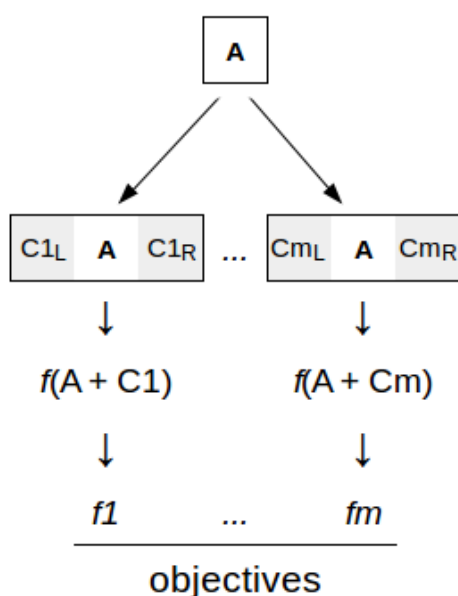 A
C1L A C1R ... CmL A CmR
↓ ↓
f(A + C1) f(A + Cm)
↓ ↓
f1 ... fm
objectives